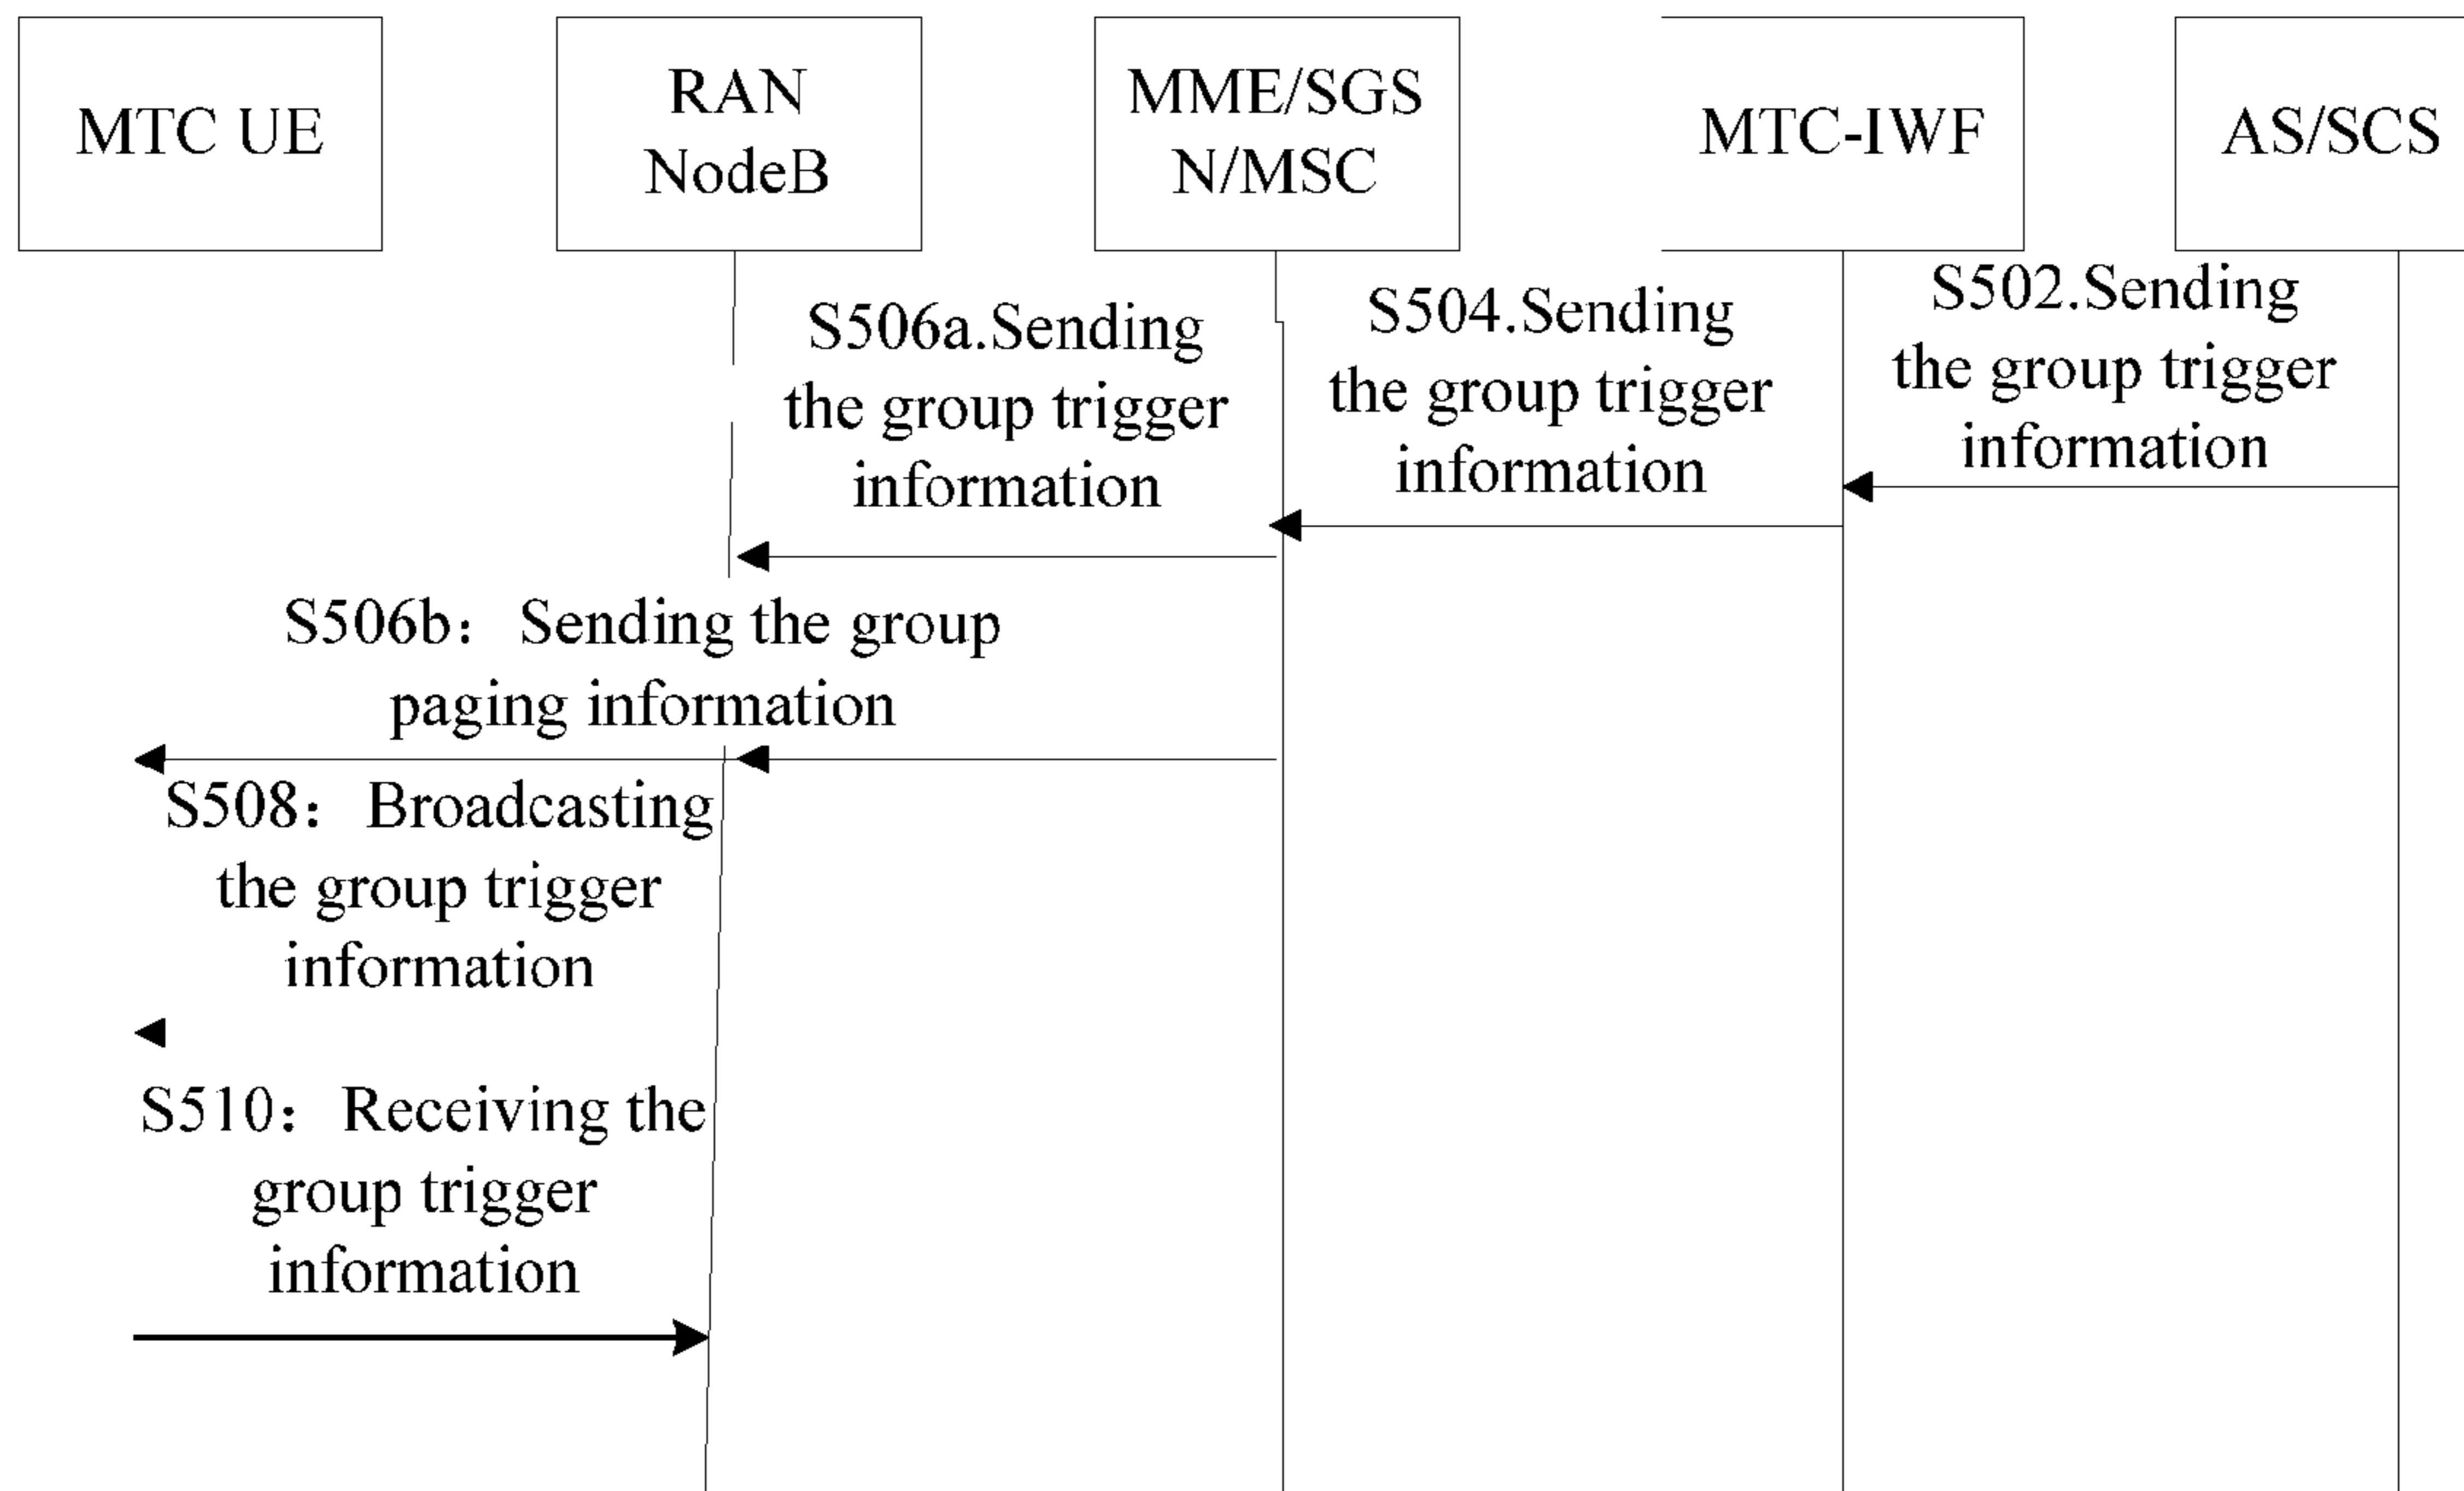 MTC UE
RAN
NodeB
MME/SGS
N/MSC
MTC-IWF
AS/SCS
S502.Sending
the group trigger
information
S504.Sending
the group trigger
information
S506a.Sending
the group trigger
information
S506b：Sending the group
paging information
S508：Broadcasting
the group trigger
information
S510：Receiving the
group trigger
information